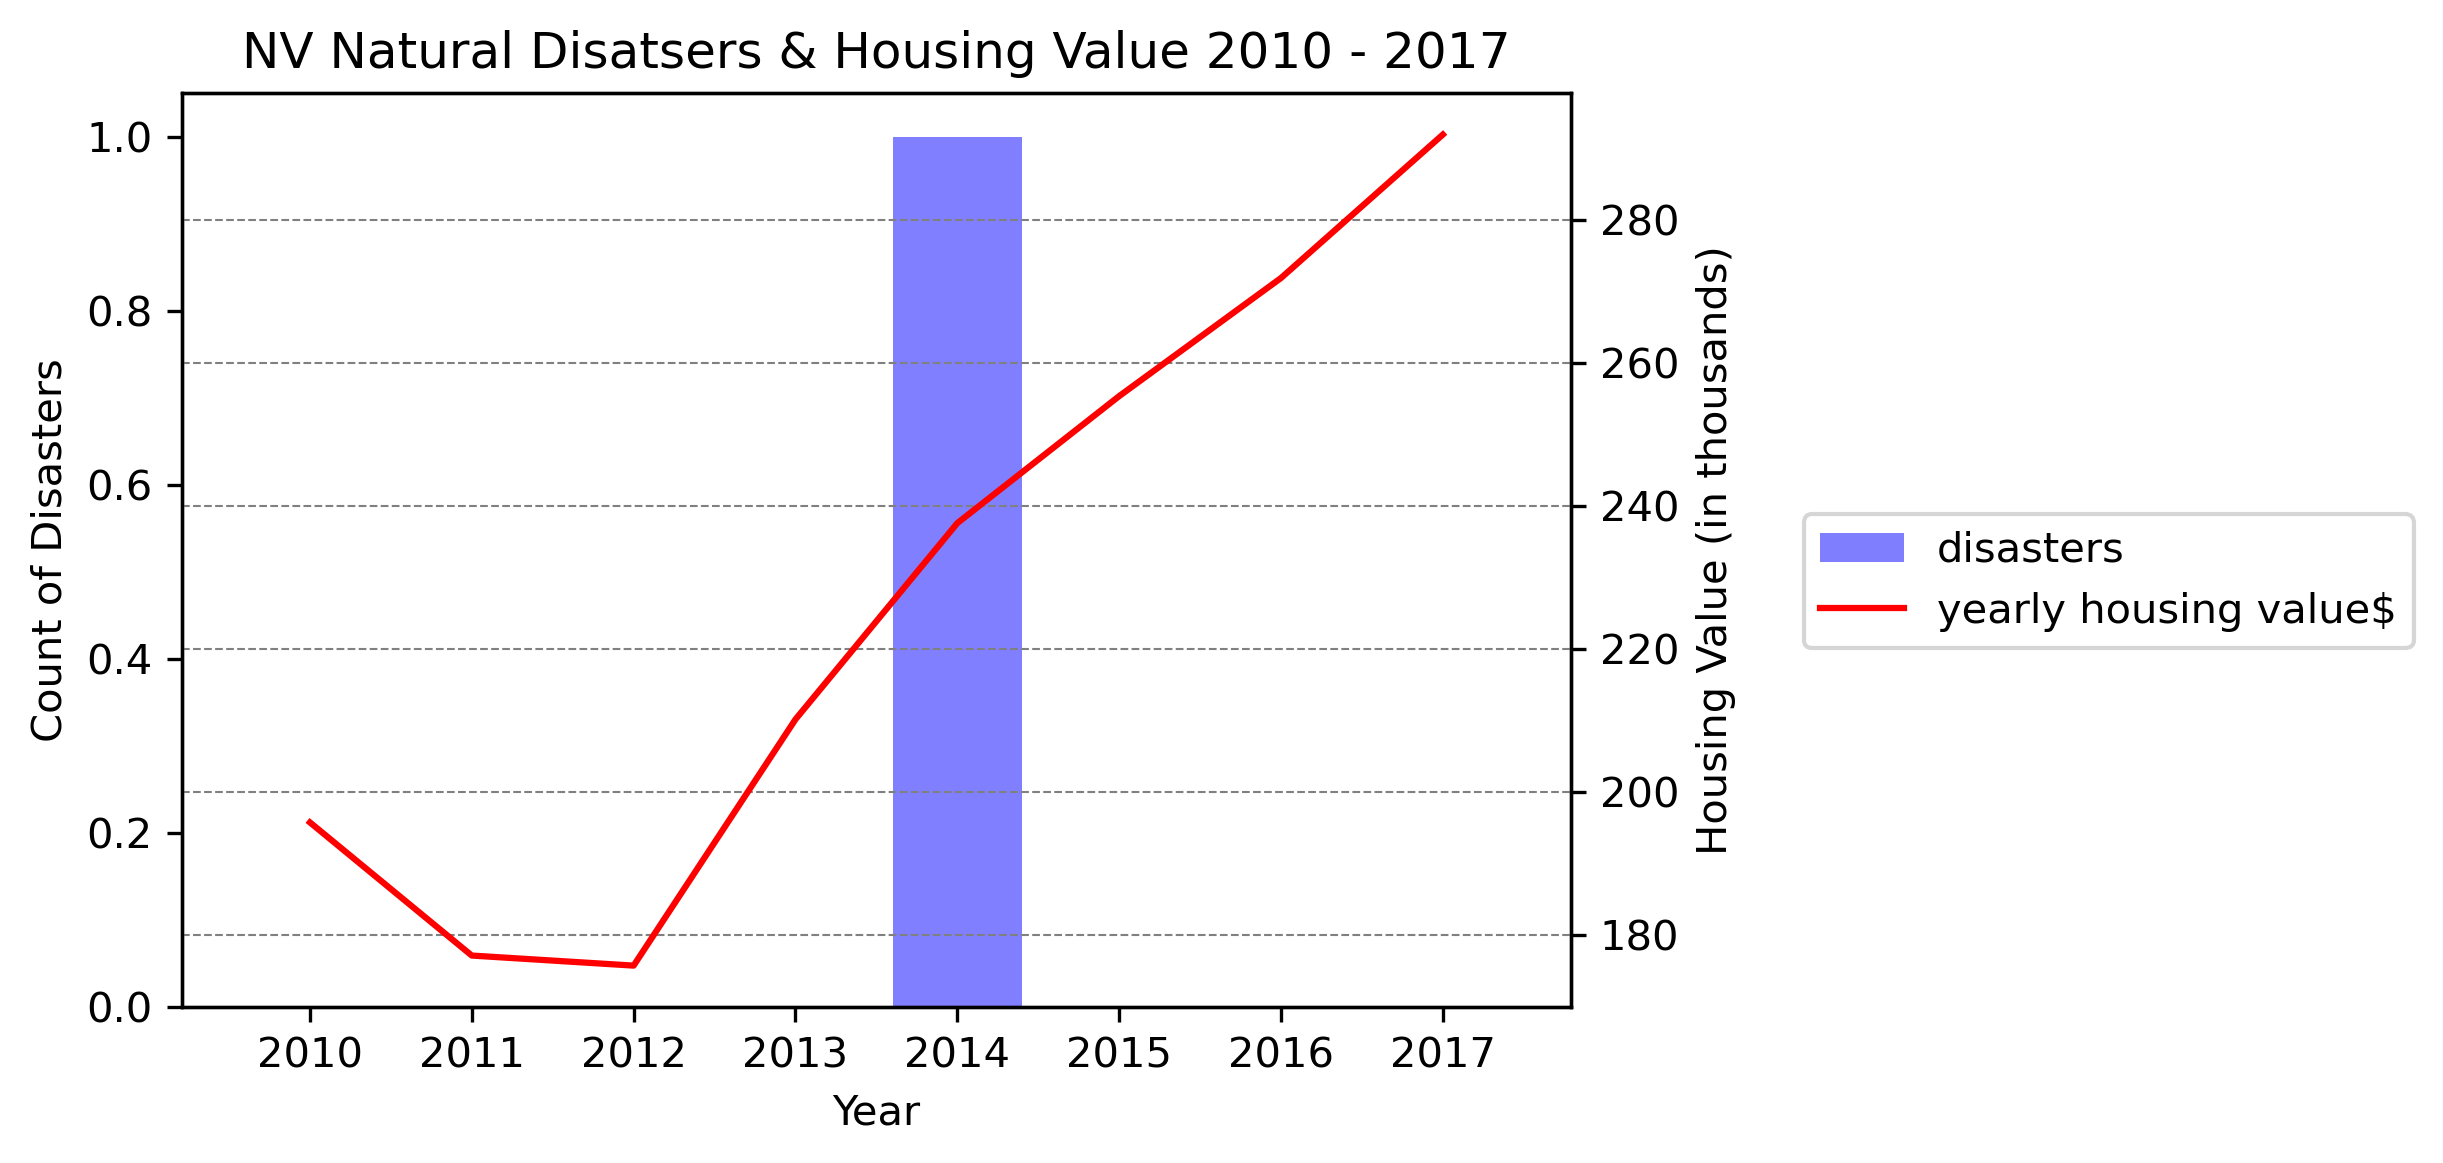 NV Natural Disatsers & Housing Value 2010 - 2017
Count of Disasters
1.0
0.8
0.6
0.4
0.2
0.0
280
260
240
220
200
180
Housing Value (in thousands)
2010 2011 2012 2013 2014 2015 2016 2017
Year
disasters
yearly housing value$